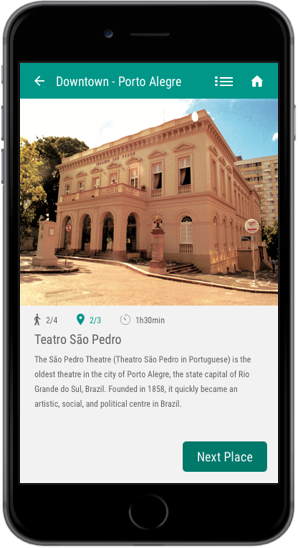 Downtown - Porto Alegre
2/4 2/3 1h30min
Teatro São Pedro
The São Pedro Theatre (Theatro São Pedro in Portuguese) is the
oldest theatre in the city of Porto Alegre, the state capital of Rio
Grande do Sul, Brazil. Founded in 1858, it quickly became an
artistic, social, and political centre in Brazil.
Next Place